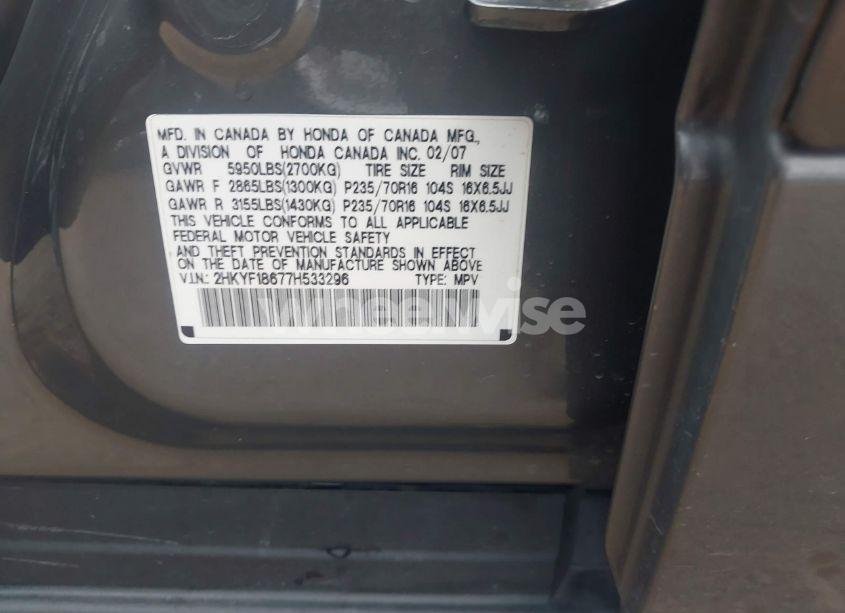 MFD. IN CANADA BY HONDA OF CANADA MFG.,
A DIVISION OF HONDA CANADA INC. 02/07
GVWR 5950LBS(2700KG) TIRE SIZE RIM SIZE
GAWR F 2865LBS(1300KG) P235/70R16 104S 16X6.5JJ
GAWR R 3155LBS(1430KG) P235/70R16 104S 16X6.5JJ
THIS VEHICLE CONFORMS TO ALL APPLICABLE
FEDERAL MOTOR VEHICLE SAFETY
AND THEFT PREVENTION STANDARDS IN EFFECT
ON THE DATE OF MANUFACTURE SHOWN ABOVE
V.I.N.: 2HKYF18677H533296 TYPE: MPV
wheelwise